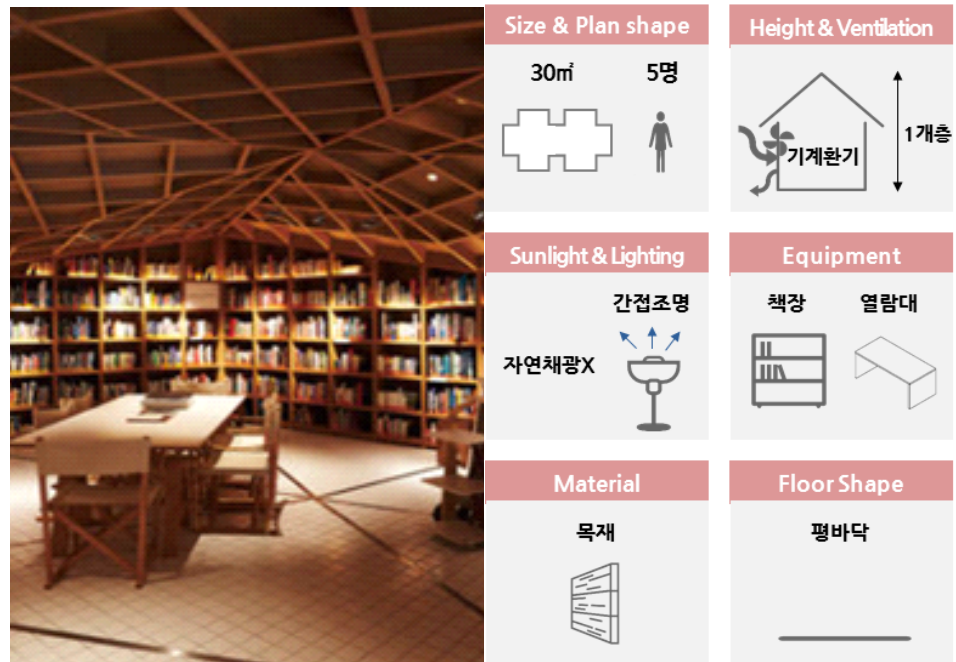 Size & Plan shape
30㎡ 5명
Height & Ventilation
기계환기
1개층
Sunlight & Lighting
간접조명
자연채광X
Equipment
책장 열람대
Material
목재
Floor Shape
평바닥